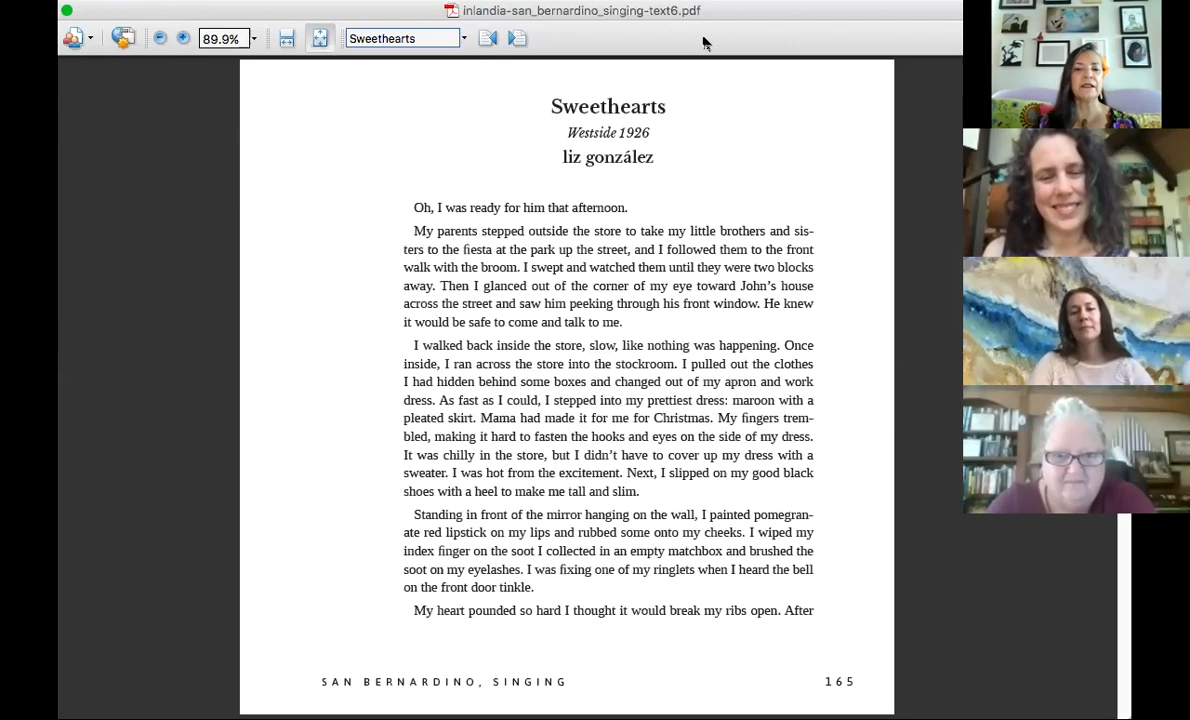 inlandia-san_bernardino_singing-text6.pdf
89.9%
Sweethearts
Sweethearts
Westside 1926
liz gonzález
Oh, I was ready for him that afternoon.
My parents stepped outside the store to take my little brothers and sis-
ters to the fiesta at the park up the street, and I followed them to the front
walk with the broom. I swept and watched them until they were two blocks
away. Then I glanced out of the corner of my eye toward John’s house
across the street and saw him peeking through his front window. He knew
it would be safe to come and talk to me.
I walked back inside the store, slow, like nothing was happening. Once
inside, I ran across the store into the stockroom. I pulled out the clothes
I had hidden behind some boxes and changed out of my apron and work
dress. As fast as I could, I stepped into my prettiest dress: maroon with a
pleated skirt. Mama had made it for me for Christmas. My fingers trem-
bled, making it hard to fasten the hooks and eyes on the side of my dress.
It was chilly in the store, but I didn’t have to cover up my dress with a
sweater. I was hot from the excitement. Next, I slipped on my good black
shoes with a heel to make me tall and slim.
Standing in front of the mirror hanging on the wall, I painted pomegran-
ate red lipstick on my lips and rubbed some onto my cheeks. I wiped my
index finger on the soot I collected in an empty matchbox and brushed the
soot on my eyelashes. I was fixing one of my ringlets when I heard the bell
on the front door tinkle.
My heart pounded so hard I thought it would break my ribs open. After
SAN BERNARDINO, SINGING
165